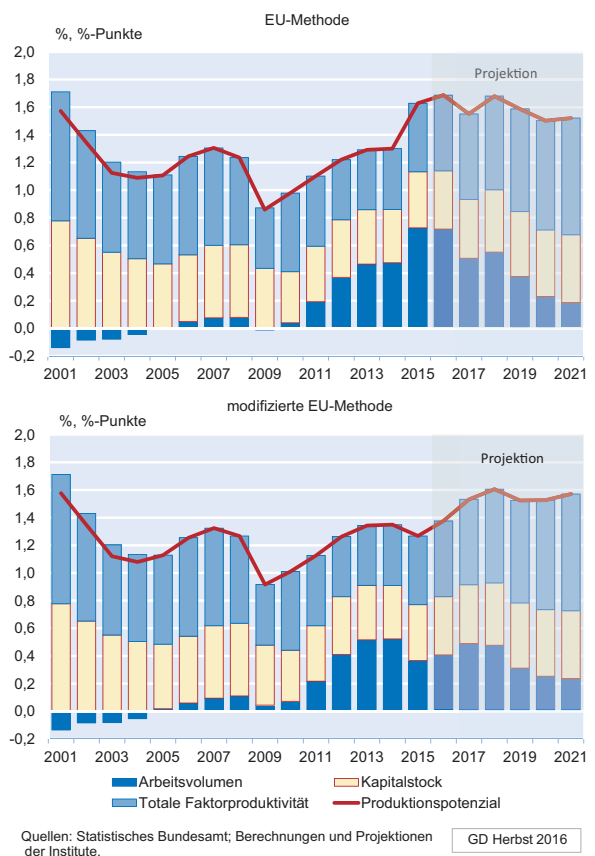 EU-Methode
%, %-Punkte
2,0
1,8
Projektion
1,6
1,4
1,2
1,0
0,8
0,6
0,4
0,2
0,0
-0,2
2001 2003 2005 2007 2009 2011 2013 2015 2017 2019 2021
modifizierte EU-Methode
%, %-Punkte
2,0
1,8
Projektion
1,6
1,4
1,2
1,0
0,8
0,6
0,4
0,2
0,0
-0,2
2001 2003 2005 2007 2009 2011 2013 2015 2017 2019 2021
Arbeitsvolumen Kapitalstock
Totale Faktorproduktivität Produktionspotenzial
Quellen: Statistisches Bundesamt; Berechnungen und Projektionen
der Institute.
GD Herbst 2016